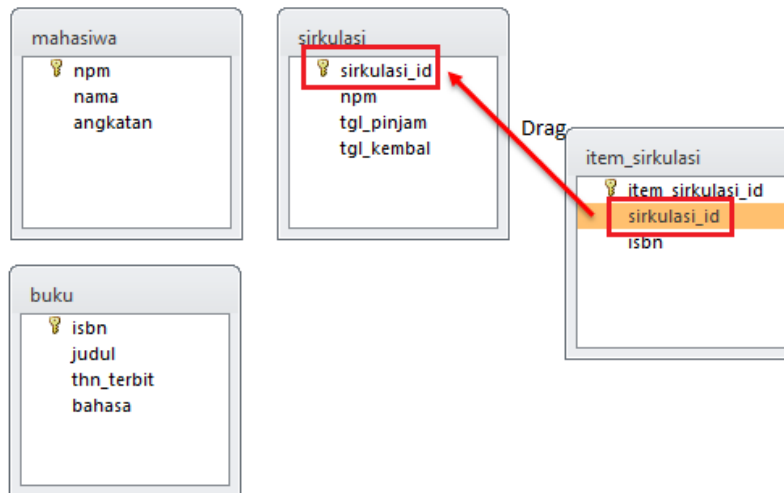 mahasiwa
npm
nama
angkatan
sirkulasi
sirkulasi_id
npm
tgl_pinjam
tgl_kembal
Drag
item_sirkulasi
item_sirkulasi_id
sirkulasi_id
isbn
buku
isbn
judul
thn_terbit
bahasa